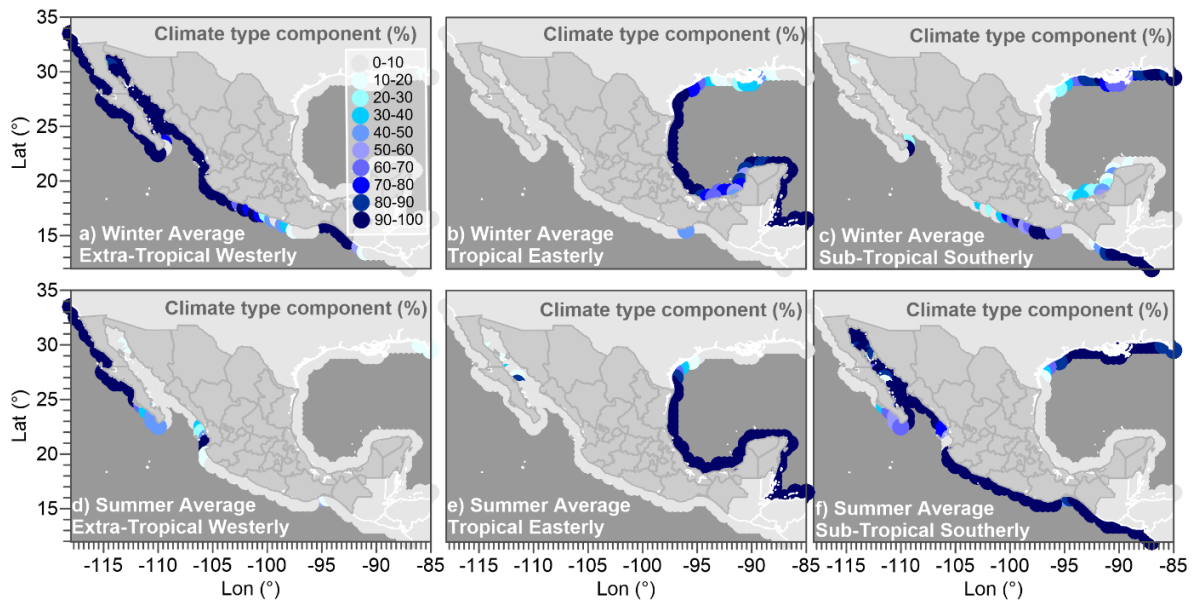 Climate type component (%)
Climate type component (%)
Climate type component (%)
35
30
25
20
15
Lat (°)
0-10
10-20
20-30
30-40
40-50
50-60
60-70
70-80
80-90
90-100
a) Winter Average
Extra-Tropical Westerly
b) Winter Average
Tropical Easterly
c) Winter Average
Sub-Tropical Southerly
Climate type component (%)
Climate type component (%)
Climate type component (%)
35
30
25
20
15
Lat (°)
d) Summer Average
Extra-Tropical Westerly
e) Summer Average
Tropical Easterly
f) Summer Average
Sub-Tropical Southerly
-115 -110 -105 -100 -95 -90 -85
-115 -110 -105 -100 -95 -90 -85
-115 -110 -105 -100 -95 -90 -85
Lon (°)
Lon (°)
Lon (°)